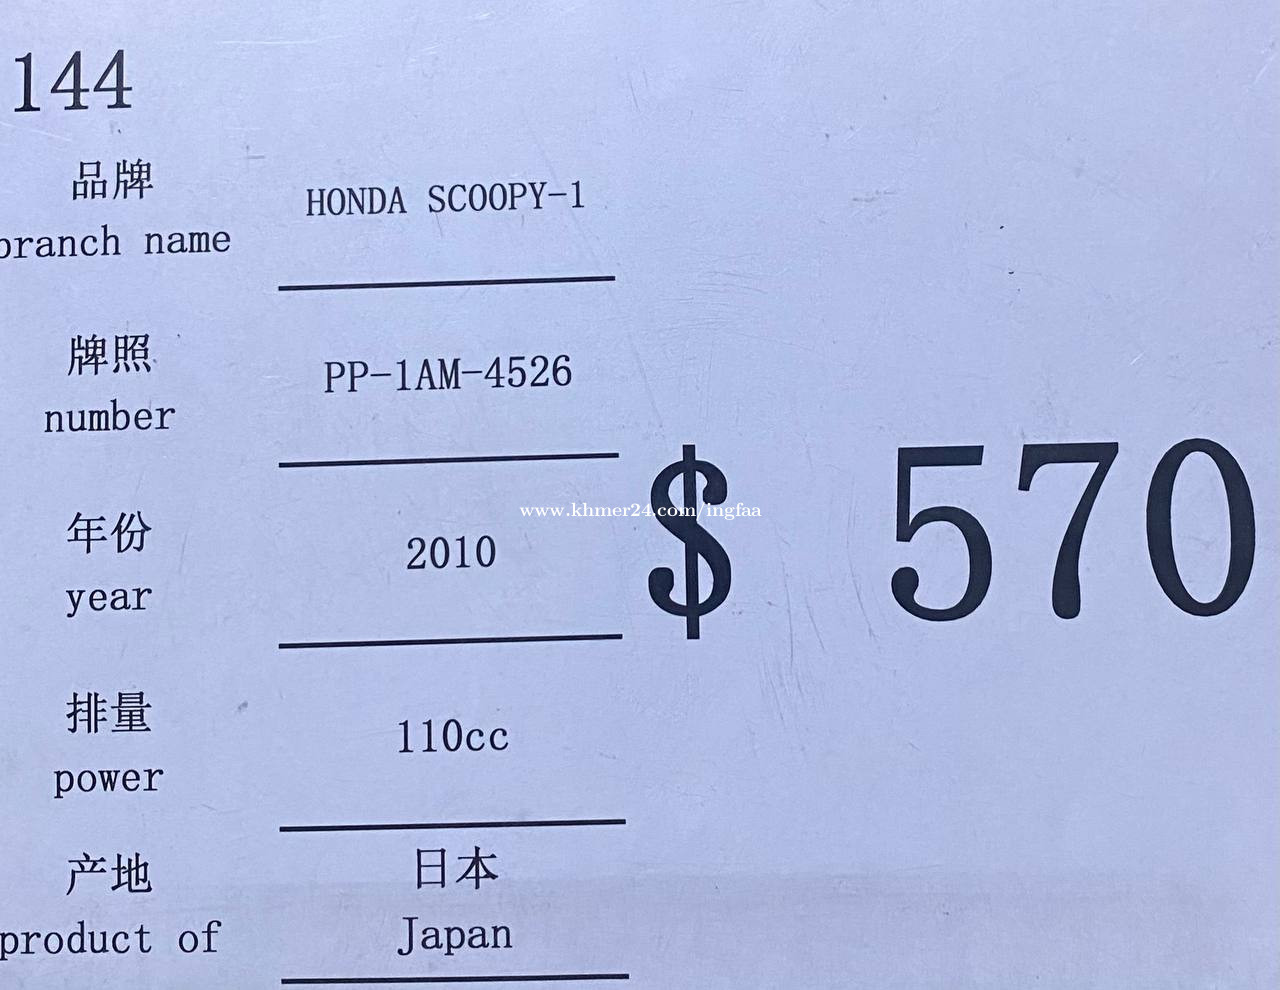 144
品牌
branch name
HONDA SCOOPY-1
牌照
number
PP-1AM-4526
年份
year
2010
$ 570
www.khmer24.com/ingfaa
排量
power
110cc
产地
product of
日本
Japan